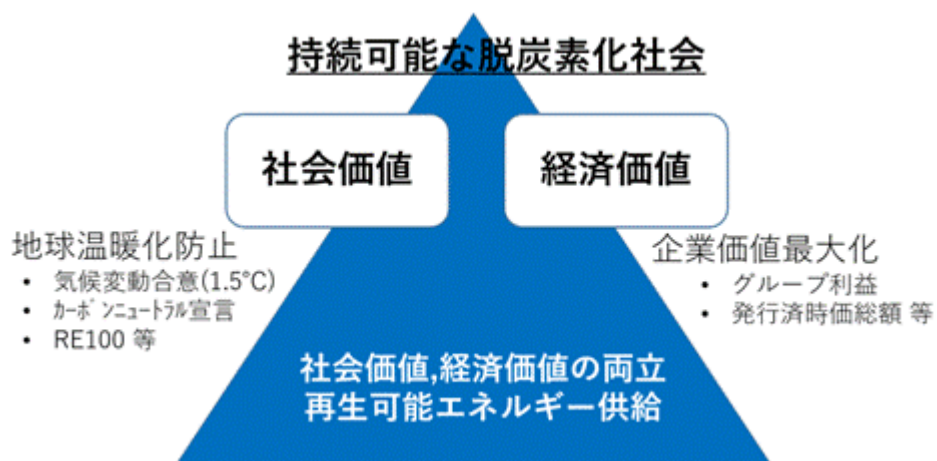 持続可能な脱炭素化社会
社会価値
経済価値
地球温暖化防止
• 気候変動合意(1.5℃)
• ｶｰﾎﾞﾝﾆｭｰﾄﾗﾙ宣言
• RE100 等
企業価値最大化
• グループ利益
• 発行済時価総額 等
社会価値,経済価値の両立
再生可能エネルギー供給